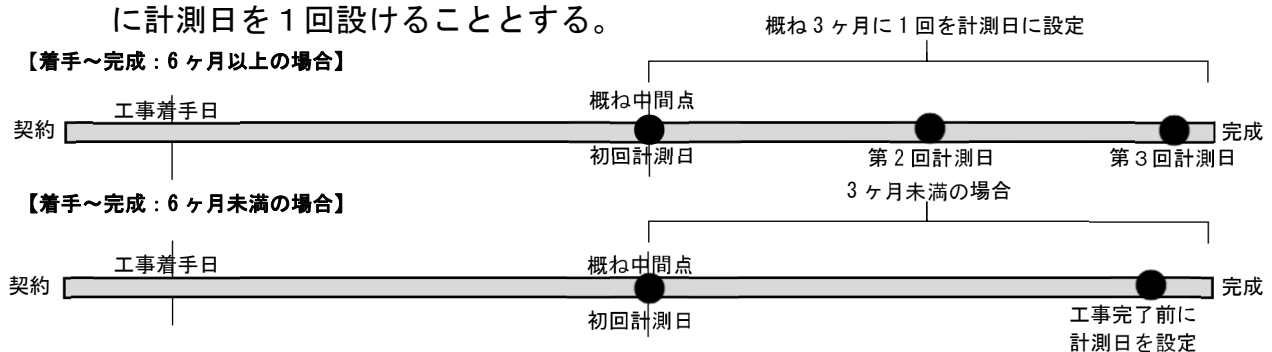 に計測日を１回設けることとする。
概ね３ヶ月に１回を計測日に設定
【着手～完成：６ヶ月以上の場合】
工事着手日
概ね中間点
契約
完成
初回計測日
第２回計測日
第３回計測日
【着手～完成：６ヶ月未満の場合】
３ヶ月未満の場合
工事着手日
概ね中間点
契約
完成
初回計測日
工事完了前に
計測日を設定